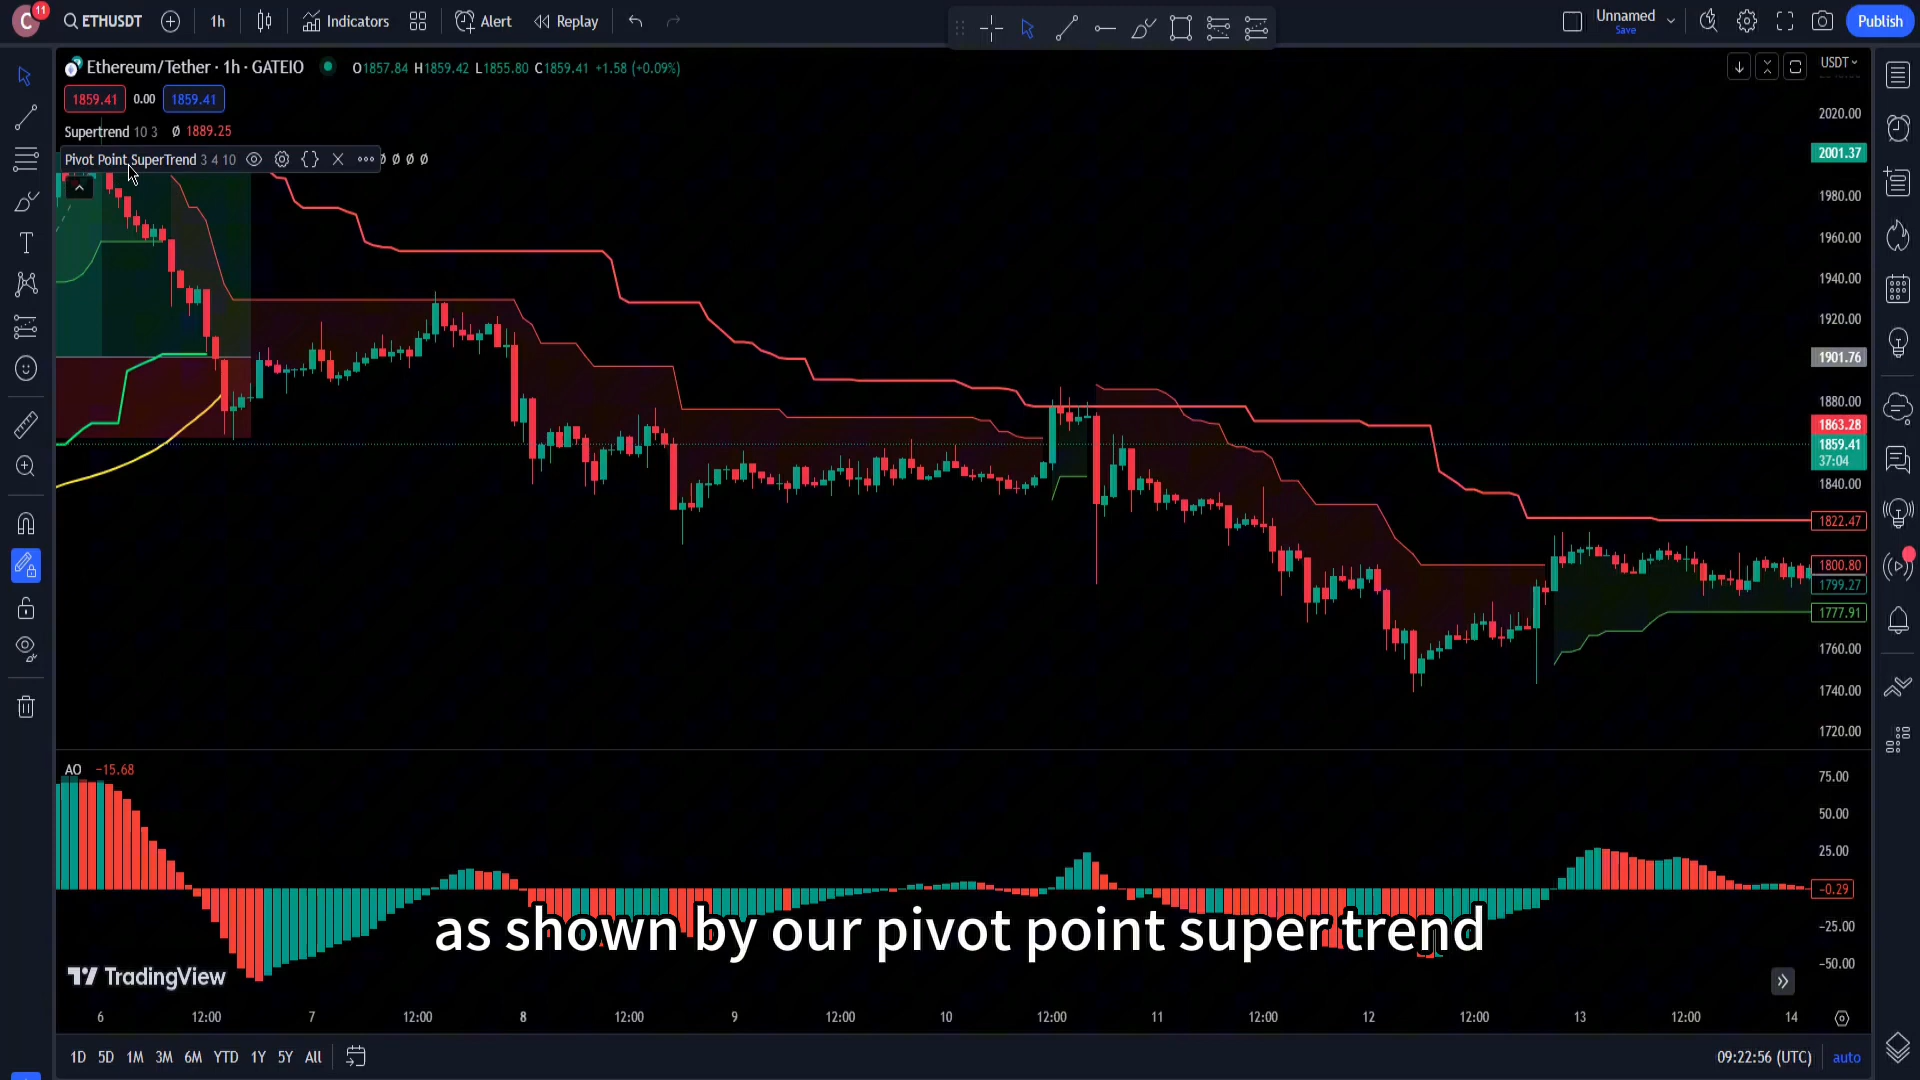 C 11 ETHUSDT 1h Indicators Alert Replay Unnamed Publish
Save
Ethereum/Tether · 1h · GATEIO O1857.84 H1859.42 L1855.80 C1859.41 +1.58 (+0.09%) USDT
1859.41 0.00 1859.41
Supertrend 10 3 Ø 1889.25
Pivot Point SuperTrend 3 4 10 Ø Ø Ø Ø
2020.00
2001.37
1980.00
1960.00
1940.00
1920.00
1901.76
1880.00
1863.28
1859.41
37:04
1840.00
1822.47
1800.80
1799.27
1777.91
1760.00
1740.00
1720.00
AO −15.68
75.00
50.00
25.00
−0.29
−25.00
−50.00
as shown by our pivot point super trend
TradingView
6 12:00 7 12:00 8 12:00 9 12:00 10 12:00 11 12:00 12 12:00 13 12:00 14
1D 5D 1M 3M 6M YTD 1Y 5Y All 09:22:56 (UTC) auto